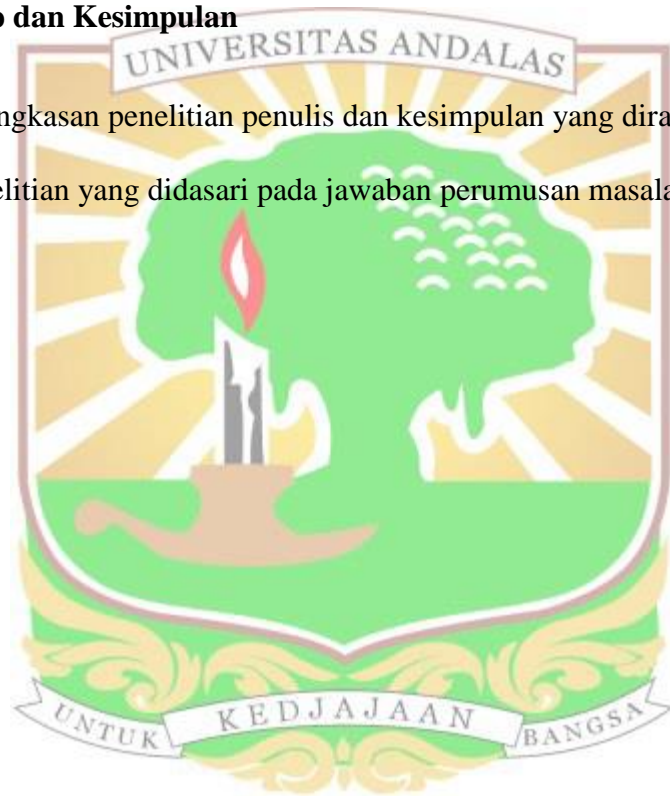 dan Kesimpulan
UNIVERSITAS ANDALAS
ngkasan penelitian penulis dan kesimpulan yang dira
elitian yang didasari pada jawaban perumusan masala
UNTUK KEDJAJAAN BANGSA